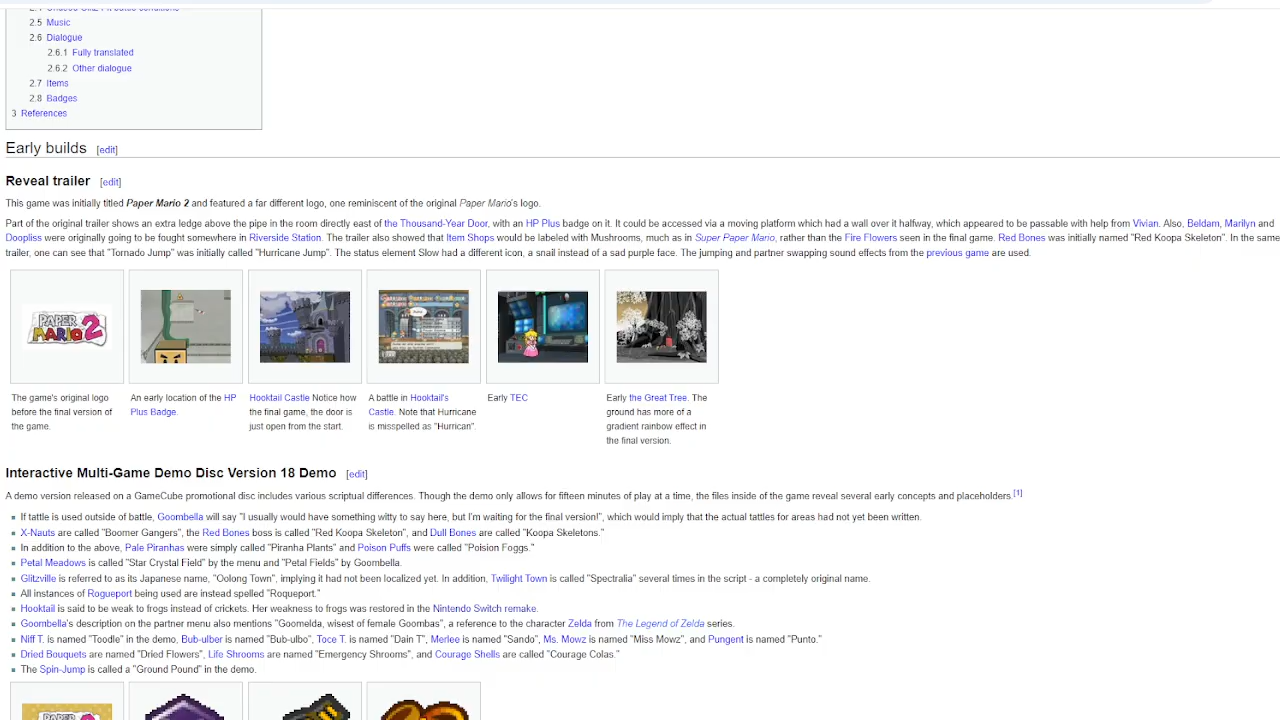 2.5 Music
2.6 Dialogue
2.6.1 Fully translated
2.6.2 Other dialogue
2.7 Items
2.8 Badges
3 References
Early builds [edit]
Reveal trailer [edit]
This game was initially titled Paper Mario 2 and featured a far different logo, one reminiscent of the original Paper Mario's logo.
Part of the original trailer shows an extra ledge above the pipe in the room directly east of the Thousand-Year Door, with an HP Plus badge on it. It could be accessed via a moving platform which had a wall over it halfway, which appeared to be passable with help from Vivian. Also, Beldam, Marilyn and
Doopliss were originally going to be fought somewhere in Riverside Station. The trailer also showed that Item Shops would be labeled with Mushrooms, much as in Super Paper Mario, rather than the Fire Flowers seen in the final game. Red Bones was initially named "Red Koopa Skeleton". In the same
trailer, one can see that "Tornado Jump" was initially called "Hurricane Jump". The status element Slow had a different icon, a snail instead of a sad purple face. The jumping and partner swapping sound effects from the previous game are used.
PAPER MARIO 2
The game's original logo before the final version of the game.
An early location of the HP Plus Badge.
Hooktail Castle Notice how the final game, the door is just open from the start.
A battle in Hooktail's Castle. Note that Hurricane is misspelled as "Hurrican".
Early TEC
Early the Great Tree. The ground has more of a gradient rainbow effect in the final version.
Interactive Multi-Game Demo Disc Version 18 Demo [edit]
A demo version released on a GameCube promotional disc includes various scriptual differences. Though the demo only allows for fifteen minutes of play at a time, the files inside of the game reveal several early concepts and placeholders.[1]
If tattle is used outside of battle, Goombella will say "I usually would have something witty to say here, but I'm waiting for the final version!", which would imply that the actual tattles for areas had not yet been written.
X-Nauts are called "Boomer Gangers", the Red Bones boss is called "Red Koopa Skeleton", and Dull Bones are called "Koopa Skeletons."
In addition to the above, Pale Piranhas were simply called "Piranha Plants" and Poison Puffs were called "Poision Foggs."
Petal Meadows is called "Star Crystal Field" by the menu and "Petal Fields" by Goombella.
Glitzville is referred to as its Japanese name, "Oolong Town", implying it had not been localized yet. In addition, Twilight Town is called "Spectralia" several times in the script - a completely original name.
All instances of Rogueport being used are instead spelled "Roqueport."
Hooktail is said to be weak to frogs instead of crickets. Her weakness to frogs was restored in the Nintendo Switch remake.
Goombella's description on the partner menu also mentions "Goomelda, wisest of female Goombas", a reference to the character Zelda from The Legend of Zelda series.
Niff T. is named "Toodle" in the demo, Bub-ulber is named "Bub-ulbo", Toce T. is named "Dain T", Merlee is named "Sando", Ms. Mowz is named "Miss Mowz", and Pungent is named "Punto."
Dried Bouquets are named "Dried Flowers", Life Shrooms are named "Emergency Shrooms", and Courage Shells are called "Courage Colas."
The Spin-Jump is called a "Ground Pound" in the demo.